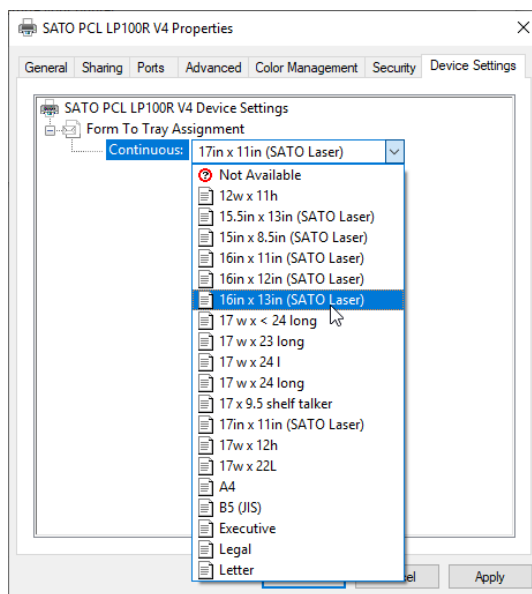 SATO PCL LP100R V4 Properties
General Sharing Ports Advanced Color Management Security Device Settings
SATO PCL LP100R V4 Device Settings
Form To Tray Assignment
Continuous: 17in x 11in (SATO Laser)
Not Available
12w x 11h
15.5in x 13in (SATO Laser)
15in x 8.5in (SATO Laser)
16in x 11in (SATO Laser)
16in x 12in (SATO Laser)
16in x 13in (SATO Laser)
17 w x < 24 long
17 w x 23 long
17 w x 24 l
17 w x 24 long
17 x 9.5 shelf talker
17in x 11in (SATO Laser)
17w x 12h
17w x 22L
A4
B5 (JIS)
Executive
Legal
Letter
Apply